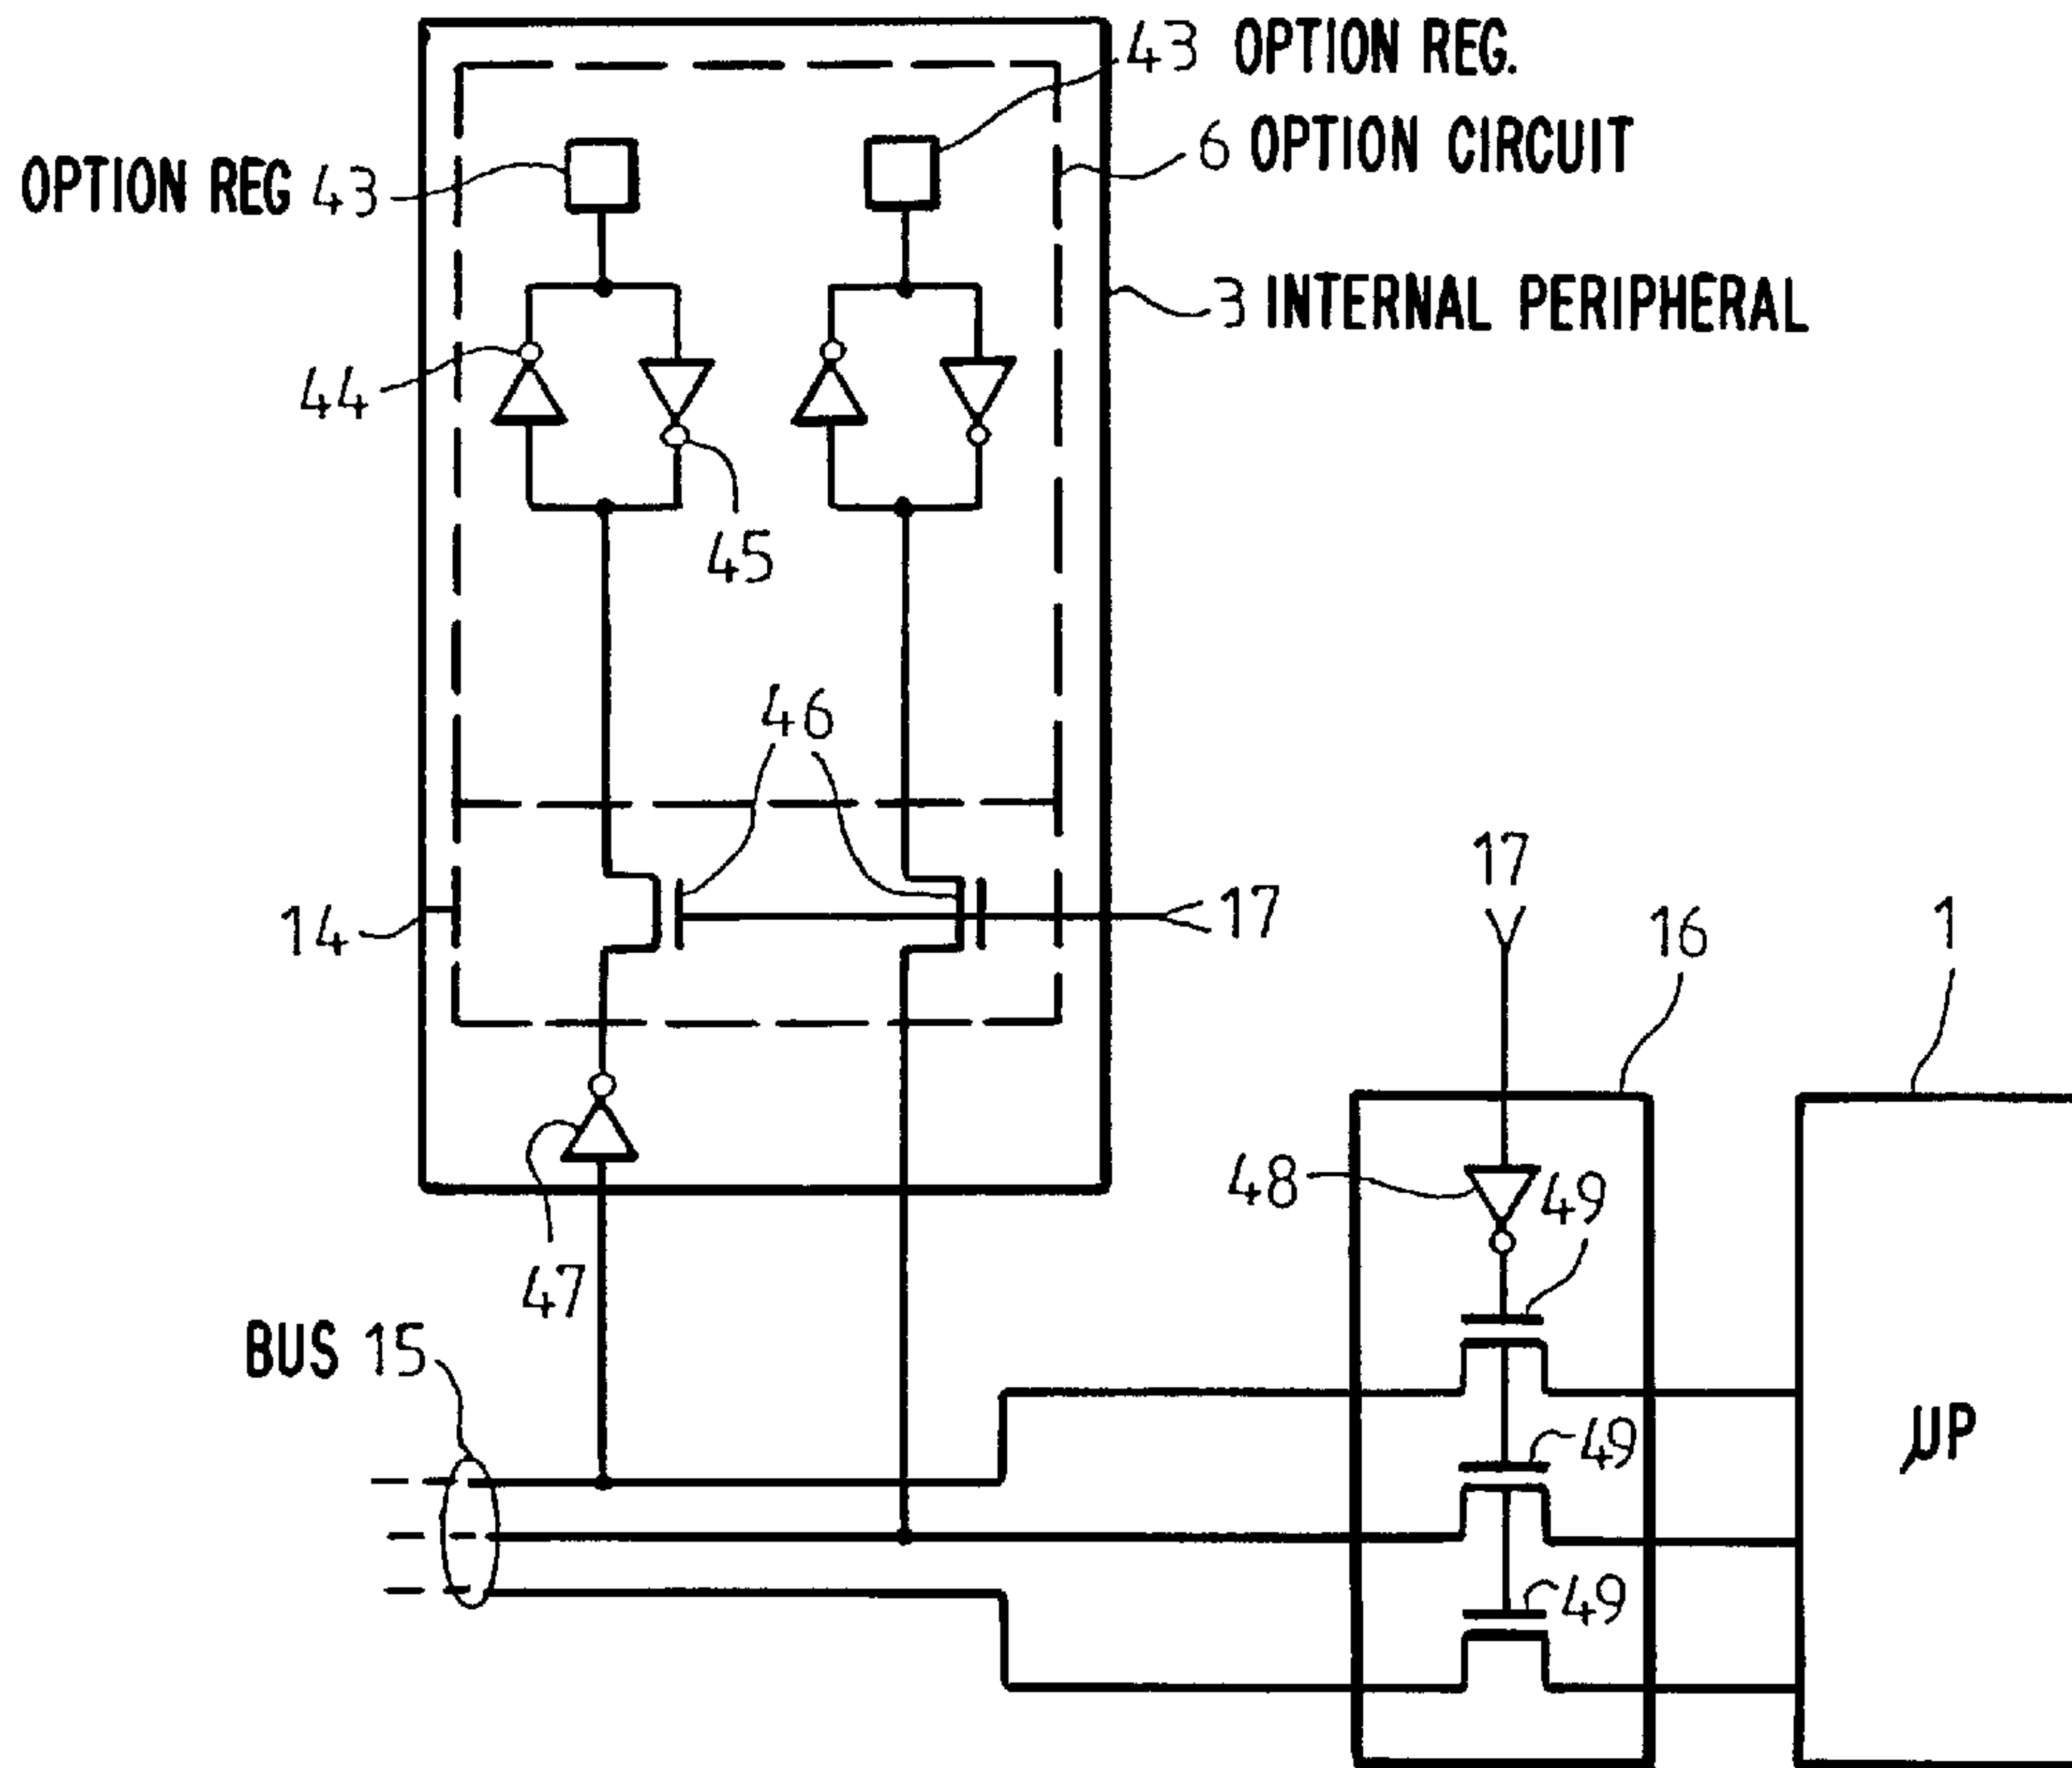 43 OPTION REG.
6 OPTION CIRCUIT
OPTION REG 43
3 INTERNAL PERIPHERAL
44
45
46
17
14
17
16
1
48
49
47
BUS 15
49
µP
49